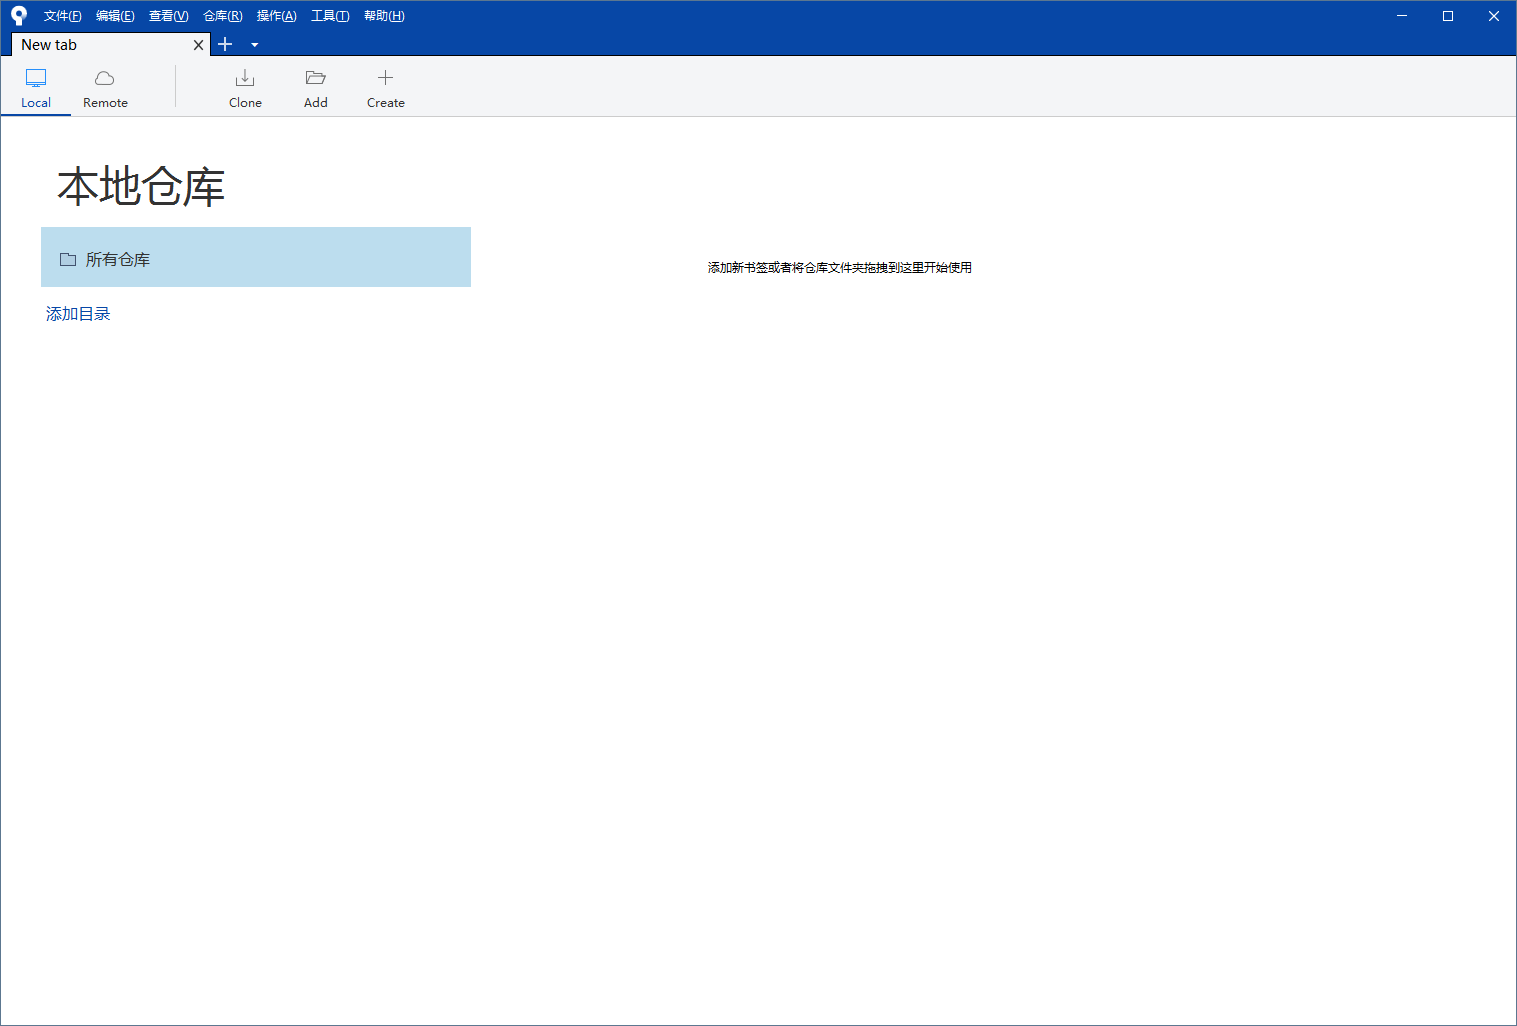 文件(F) 编辑(E) 查看(V) 仓库(R) 操作(A) 工具(T) 帮助(H)
New tab
Local Remote Clone Add Create
本地仓库
所有仓库
添加新书签或者将仓库文件夹拖拽到这里开始使用
添加目录